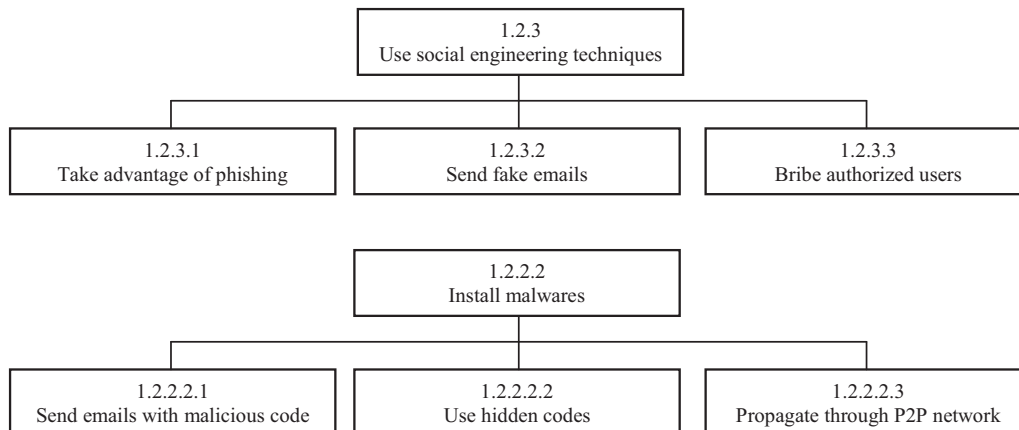 1.2.3
Use social engineering techniques
1.2.3.1
Take advantage of phishing
1.2.3.2
Send fake emails
1.2.3.3
Bribe authorized users
1.2.2.2
Install malwares
1.2.2.2.1
Send emails with malicious code
1.2.2.2.2
Use hidden codes
1.2.2.2.3
Propagate through P2P network